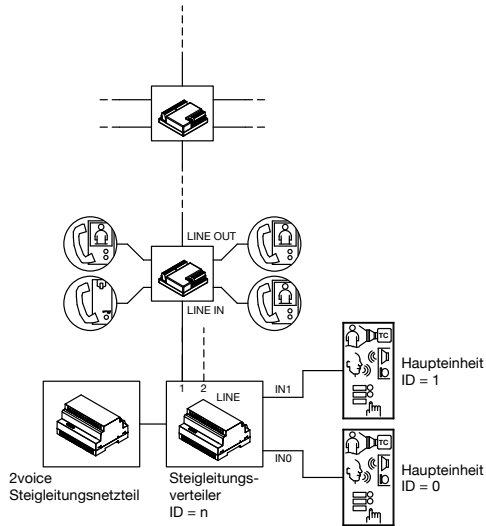 LINE OUT
LINE IN
1 2
LINE
IN1
IN0
TC
Haupteinheit
ID = 1
TC
Haupteinheit
ID = 0
2voice
Steigleitungsnetzteil
Steigleitungs-
verteiler
ID = n